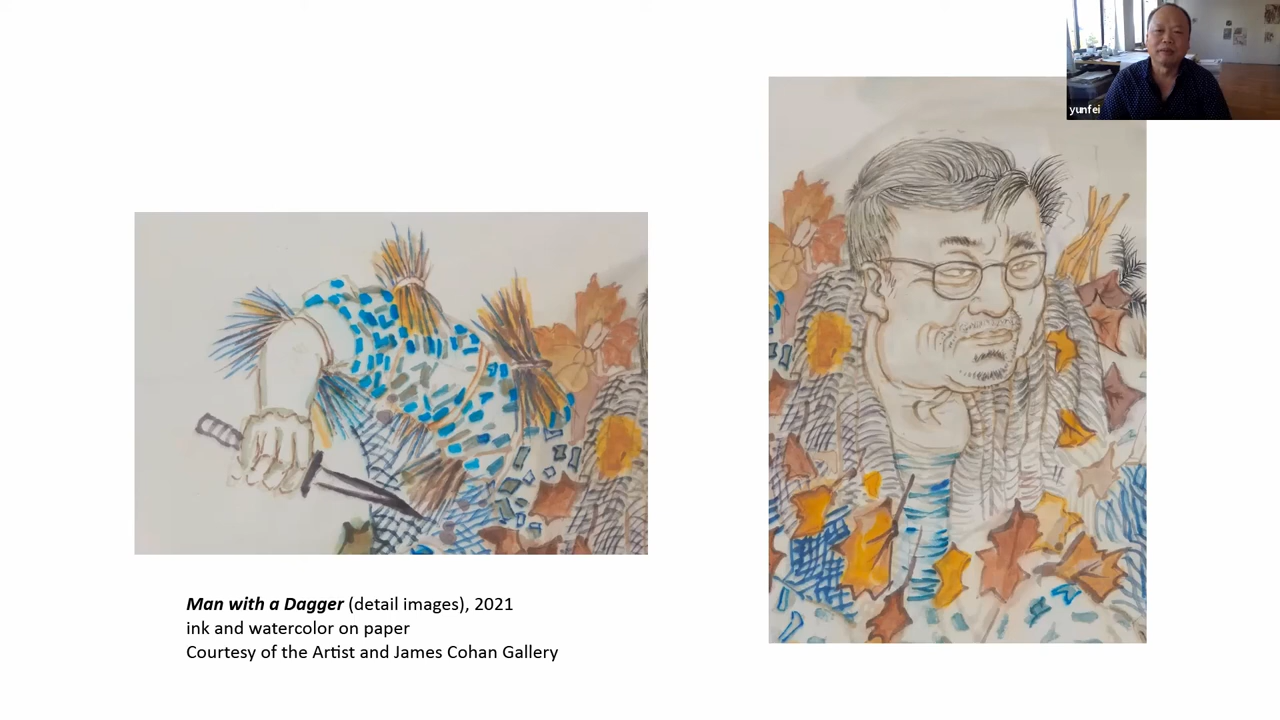 yunfei
Man with a Dagger (detail images), 2021
ink and watercolor on paper
Courtesy of the Artist and James Cohan Gallery